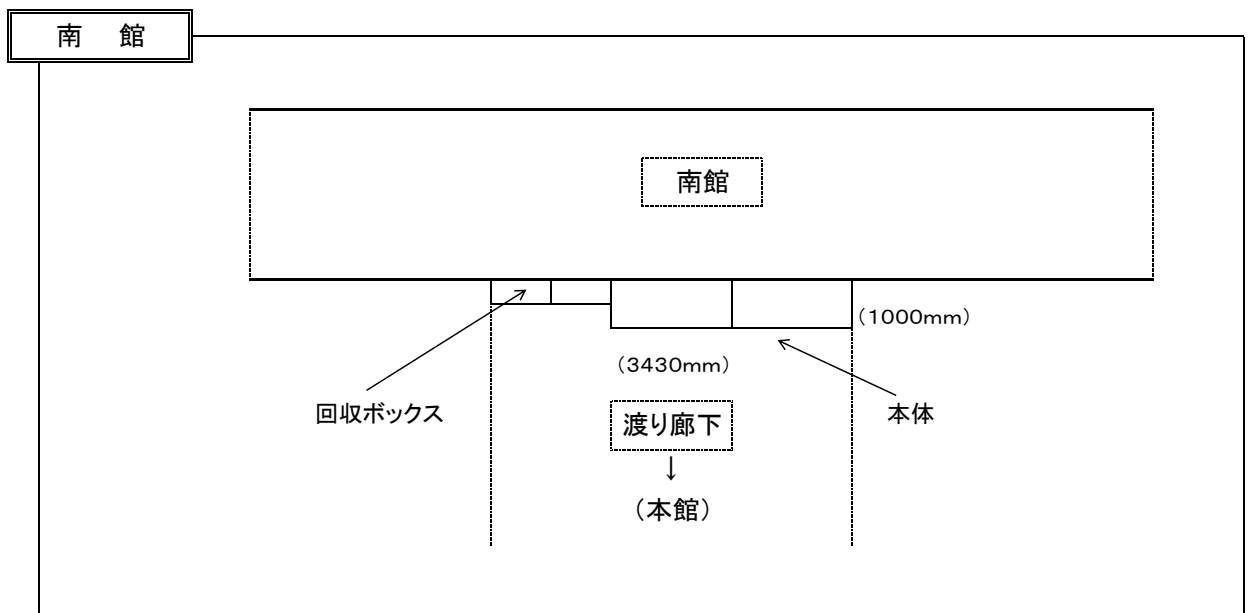 南　館
南館
（1000mm）
（3430mm）
回収ボックス
本体
渡り廊下
↓
（本館）